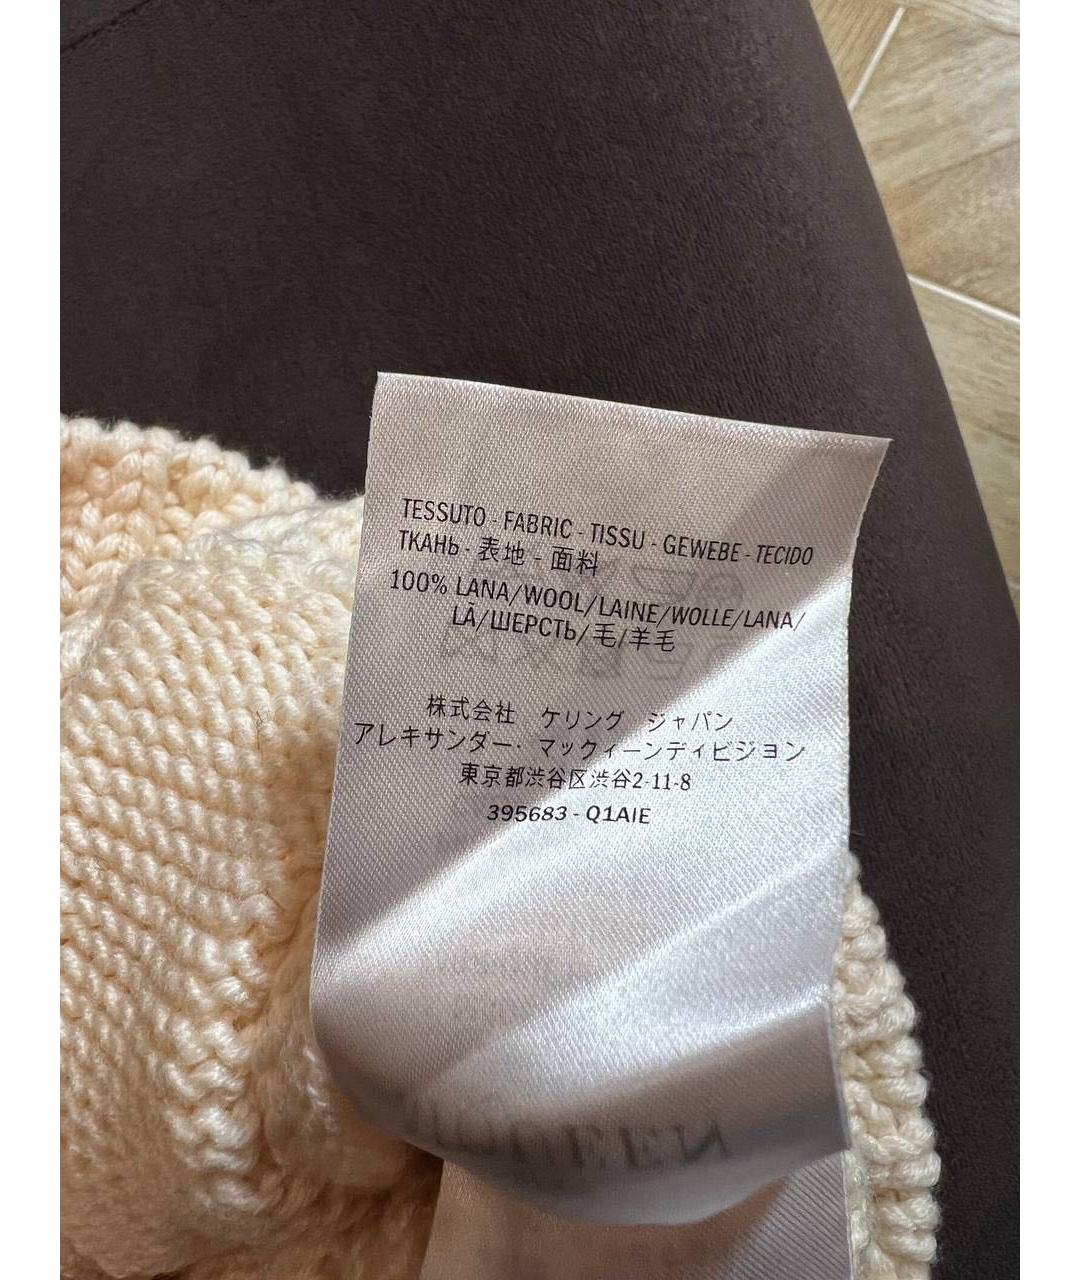 TESSUTO - FABRIC - TISSU - GEWEBE - TECIDO
ТКАНЬ - 表地 - 面料
100% LANA/WOOL/LAINE/WOLLE/LANA/
LÃ/ШЕРСТЬ/毛/羊毛
株式会社 ケリング ジャパン
アレキサンダー・マックィーンディビジョン
東京都渋谷区渋谷2-11-8
395683 - Q1AIE